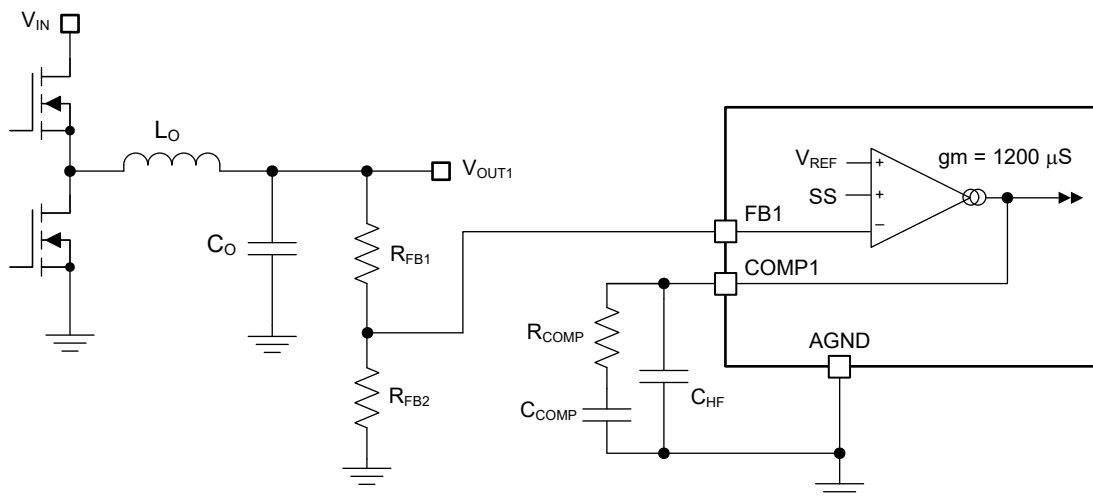 V_IN
L_O
V_OUT1
C_O
R_FB1
R_FB2
FB1
COMP1
V_REF
SS
gm = 1200 µS
+
+
–
AGND
R_COMP
C_COMP
C_HF